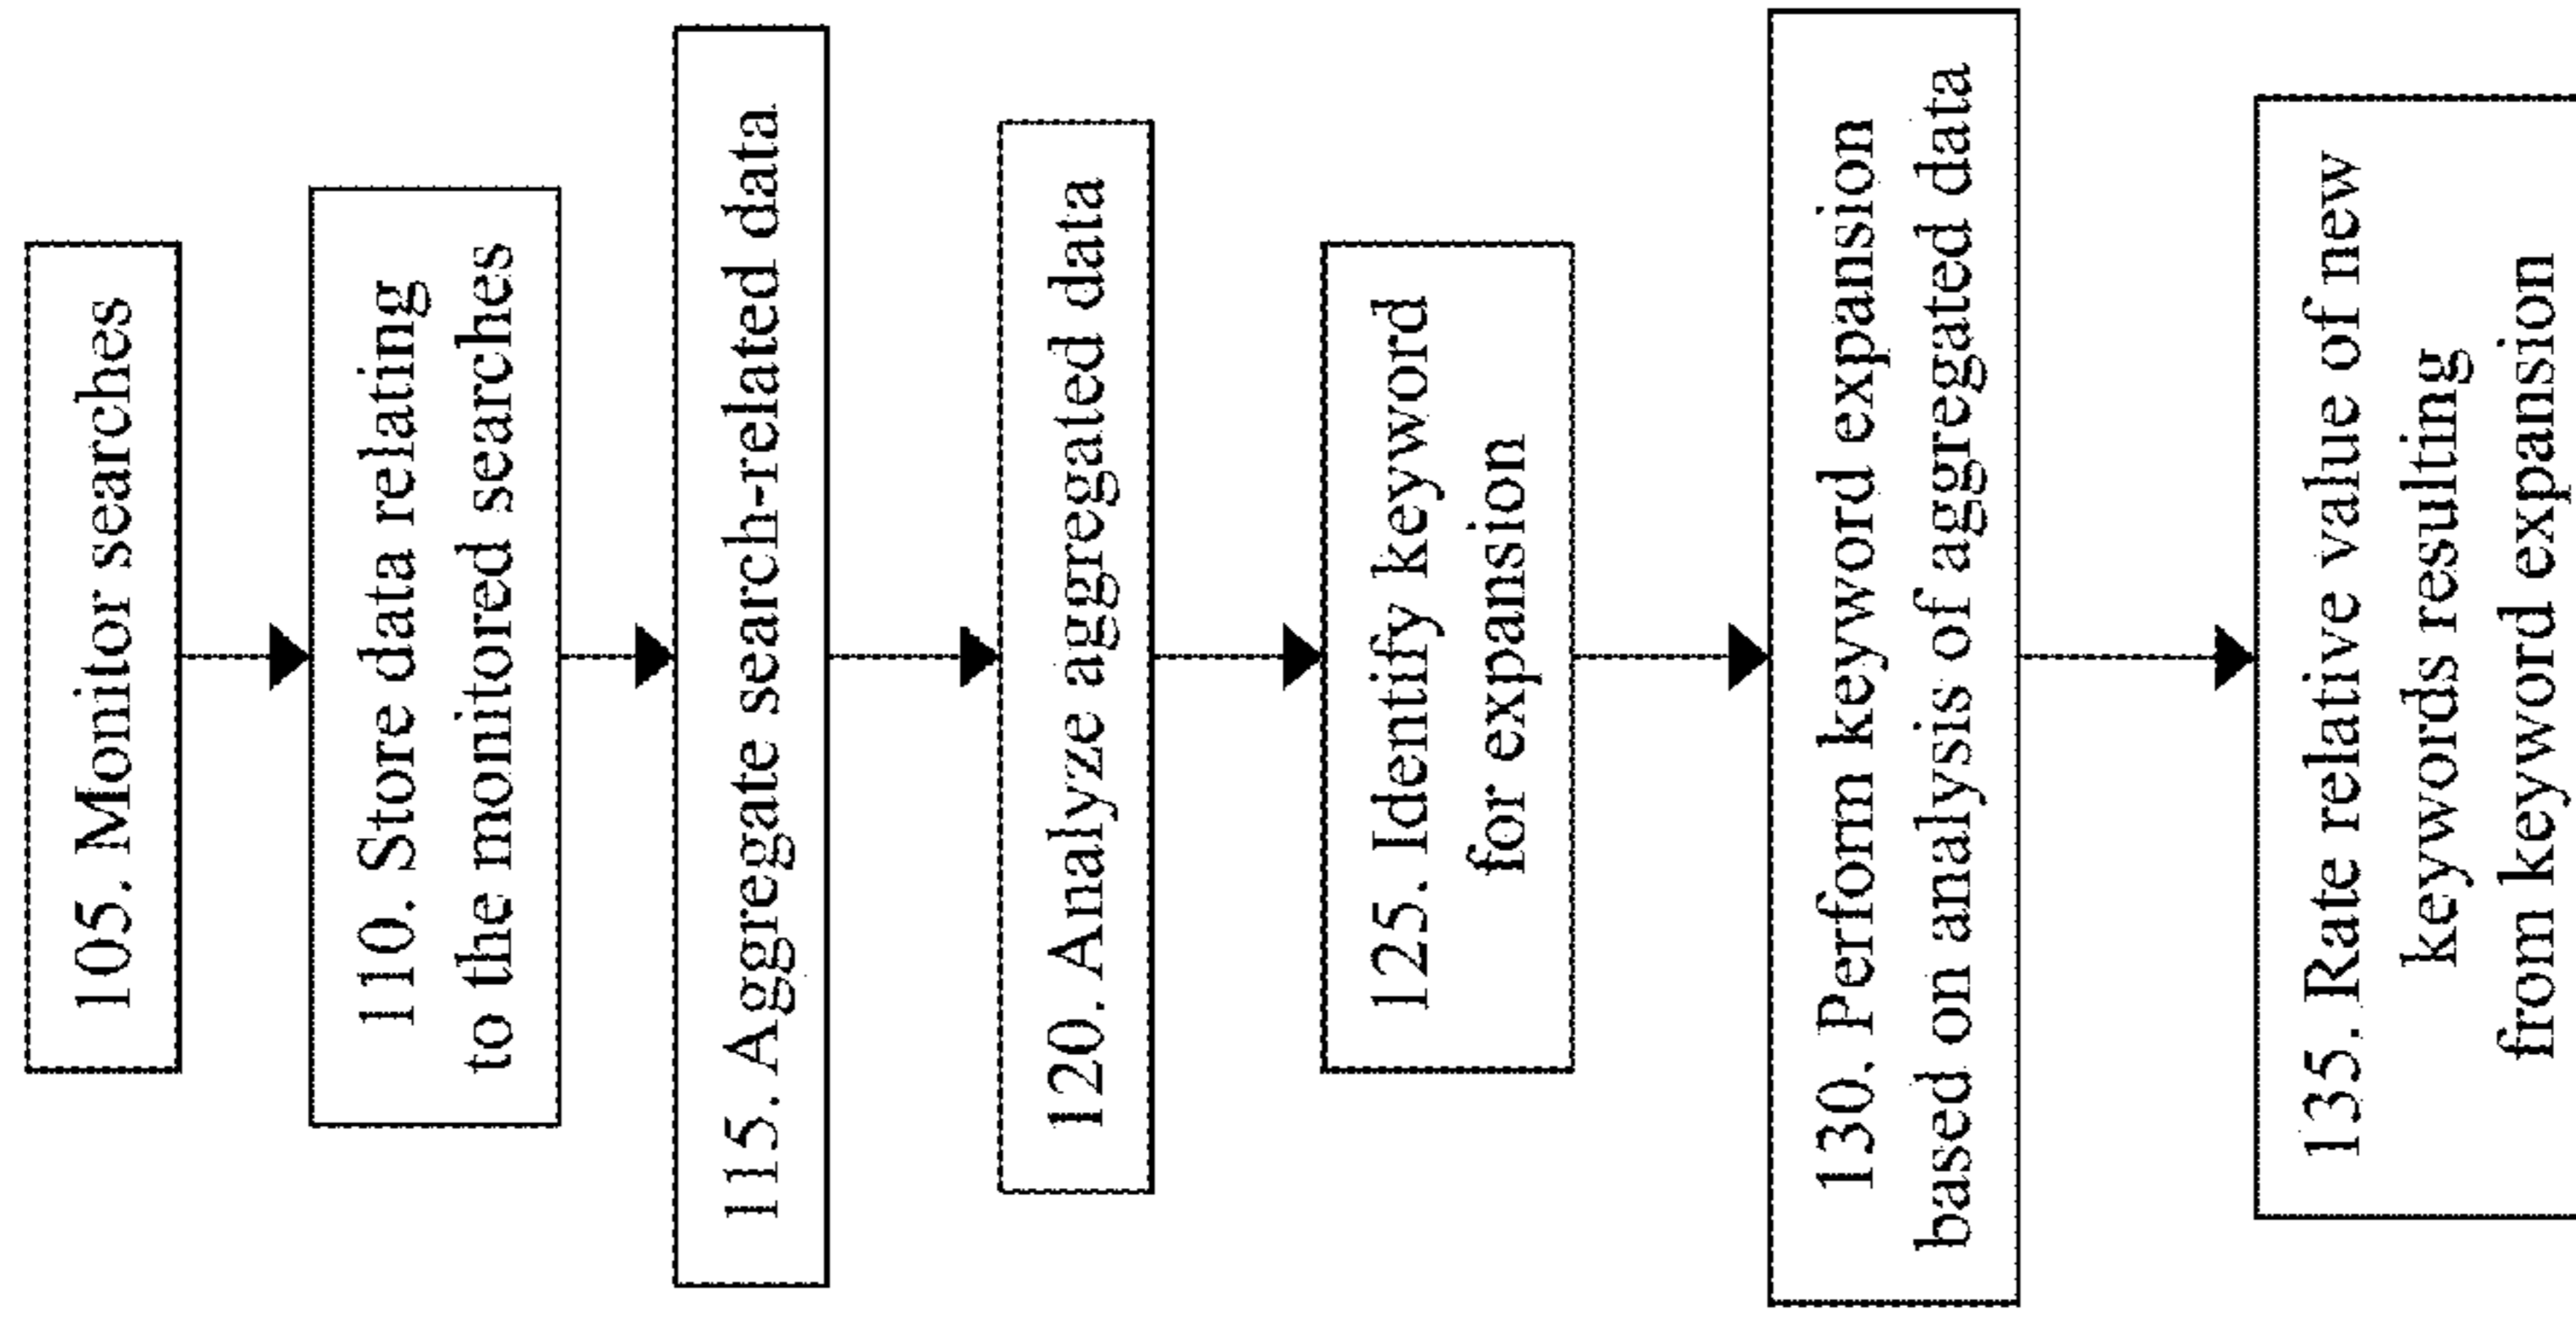 105. Monitor searches
110. Store data relating
to the monitored searches
115. Aggregate search-related data
120. Analyze aggregated data
125. Identify keyword
for expansion
130. Perform keyword expansion
based on analysis of aggregated data
135. Rate relative value of new
keywords resulting
from keyword expansion